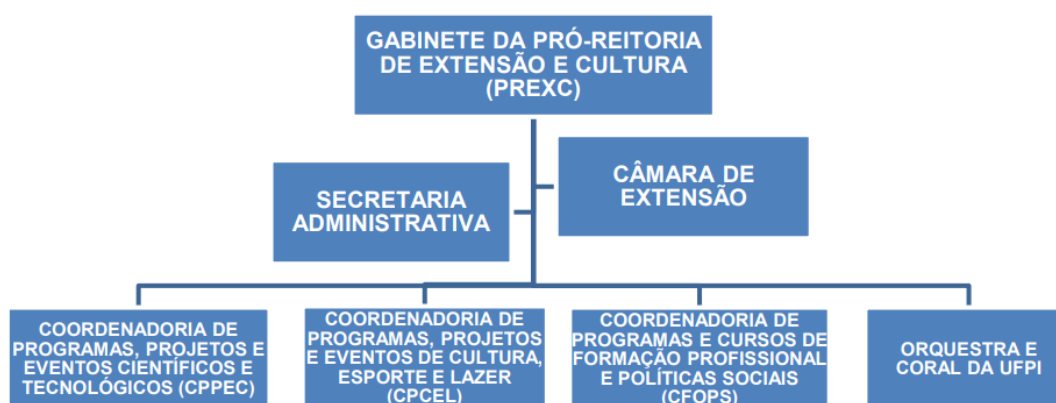 GABINETE DA PRÓ-REITORIA
DE EXTENSÃO E CULTURA
(PREXC)
SECRETARIA
ADMINISTRATIVA
CÂMARA DE
EXTENSÃO
COORDENADORIA DE
PROGRAMAS, PROJETOS E
EVENTOS CIENTÍFICOS E
TECNOLÓGICOS (CPPEC)
COORDENADORIA DE
PROGRAMAS, PROJETOS
E EVENTOS DE CULTURA,
ESPORTE E LAZER
(CPCEL)
COORDENADORIA DE
PROGRAMAS E CURSOS DE
FORMAÇÃO PROFISSIONAL
E POLÍTICAS SOCIAIS
(CFOPS)
ORQUESTRA E
CORAL DA UFPI